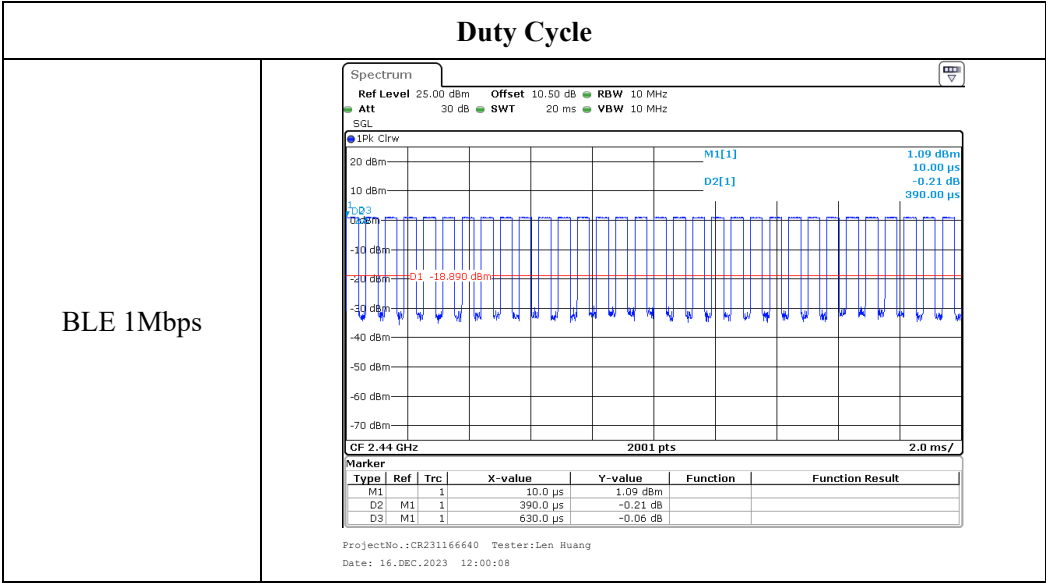 Duty Cycle
BLE 1Mbps
Spectrum
Ref Level 25.00 dBm Offset 10.50 dB RBW 10 MHz
Att 30 dB SWT 20 ms VBW 10 MHz
SGL
1Pk Clrw
M1[1] 1.09 dBm
10.00 µs
D2[1] -0.21 dB
390.00 µs
20 dBm
10 dBm
-10 dBm
-20 dBm
D1 -18.890 dBm
-30 dBm
-40 dBm
-50 dBm
-60 dBm
-70 dBm
CF 2.44 GHz 2001 pts 2.0 ms/
Marker
Type Ref Trc X-value Y-value Function Function Result
M1 1 10.0 µs 1.09 dBm
D2 M1 1 390.0 µs -0.21 dB
D3 M1 1 630.0 µs -0.06 dB
ProjectNo.:CR231166640 Tester:Len Huang
Date: 16.DEC.2023 12:00:08